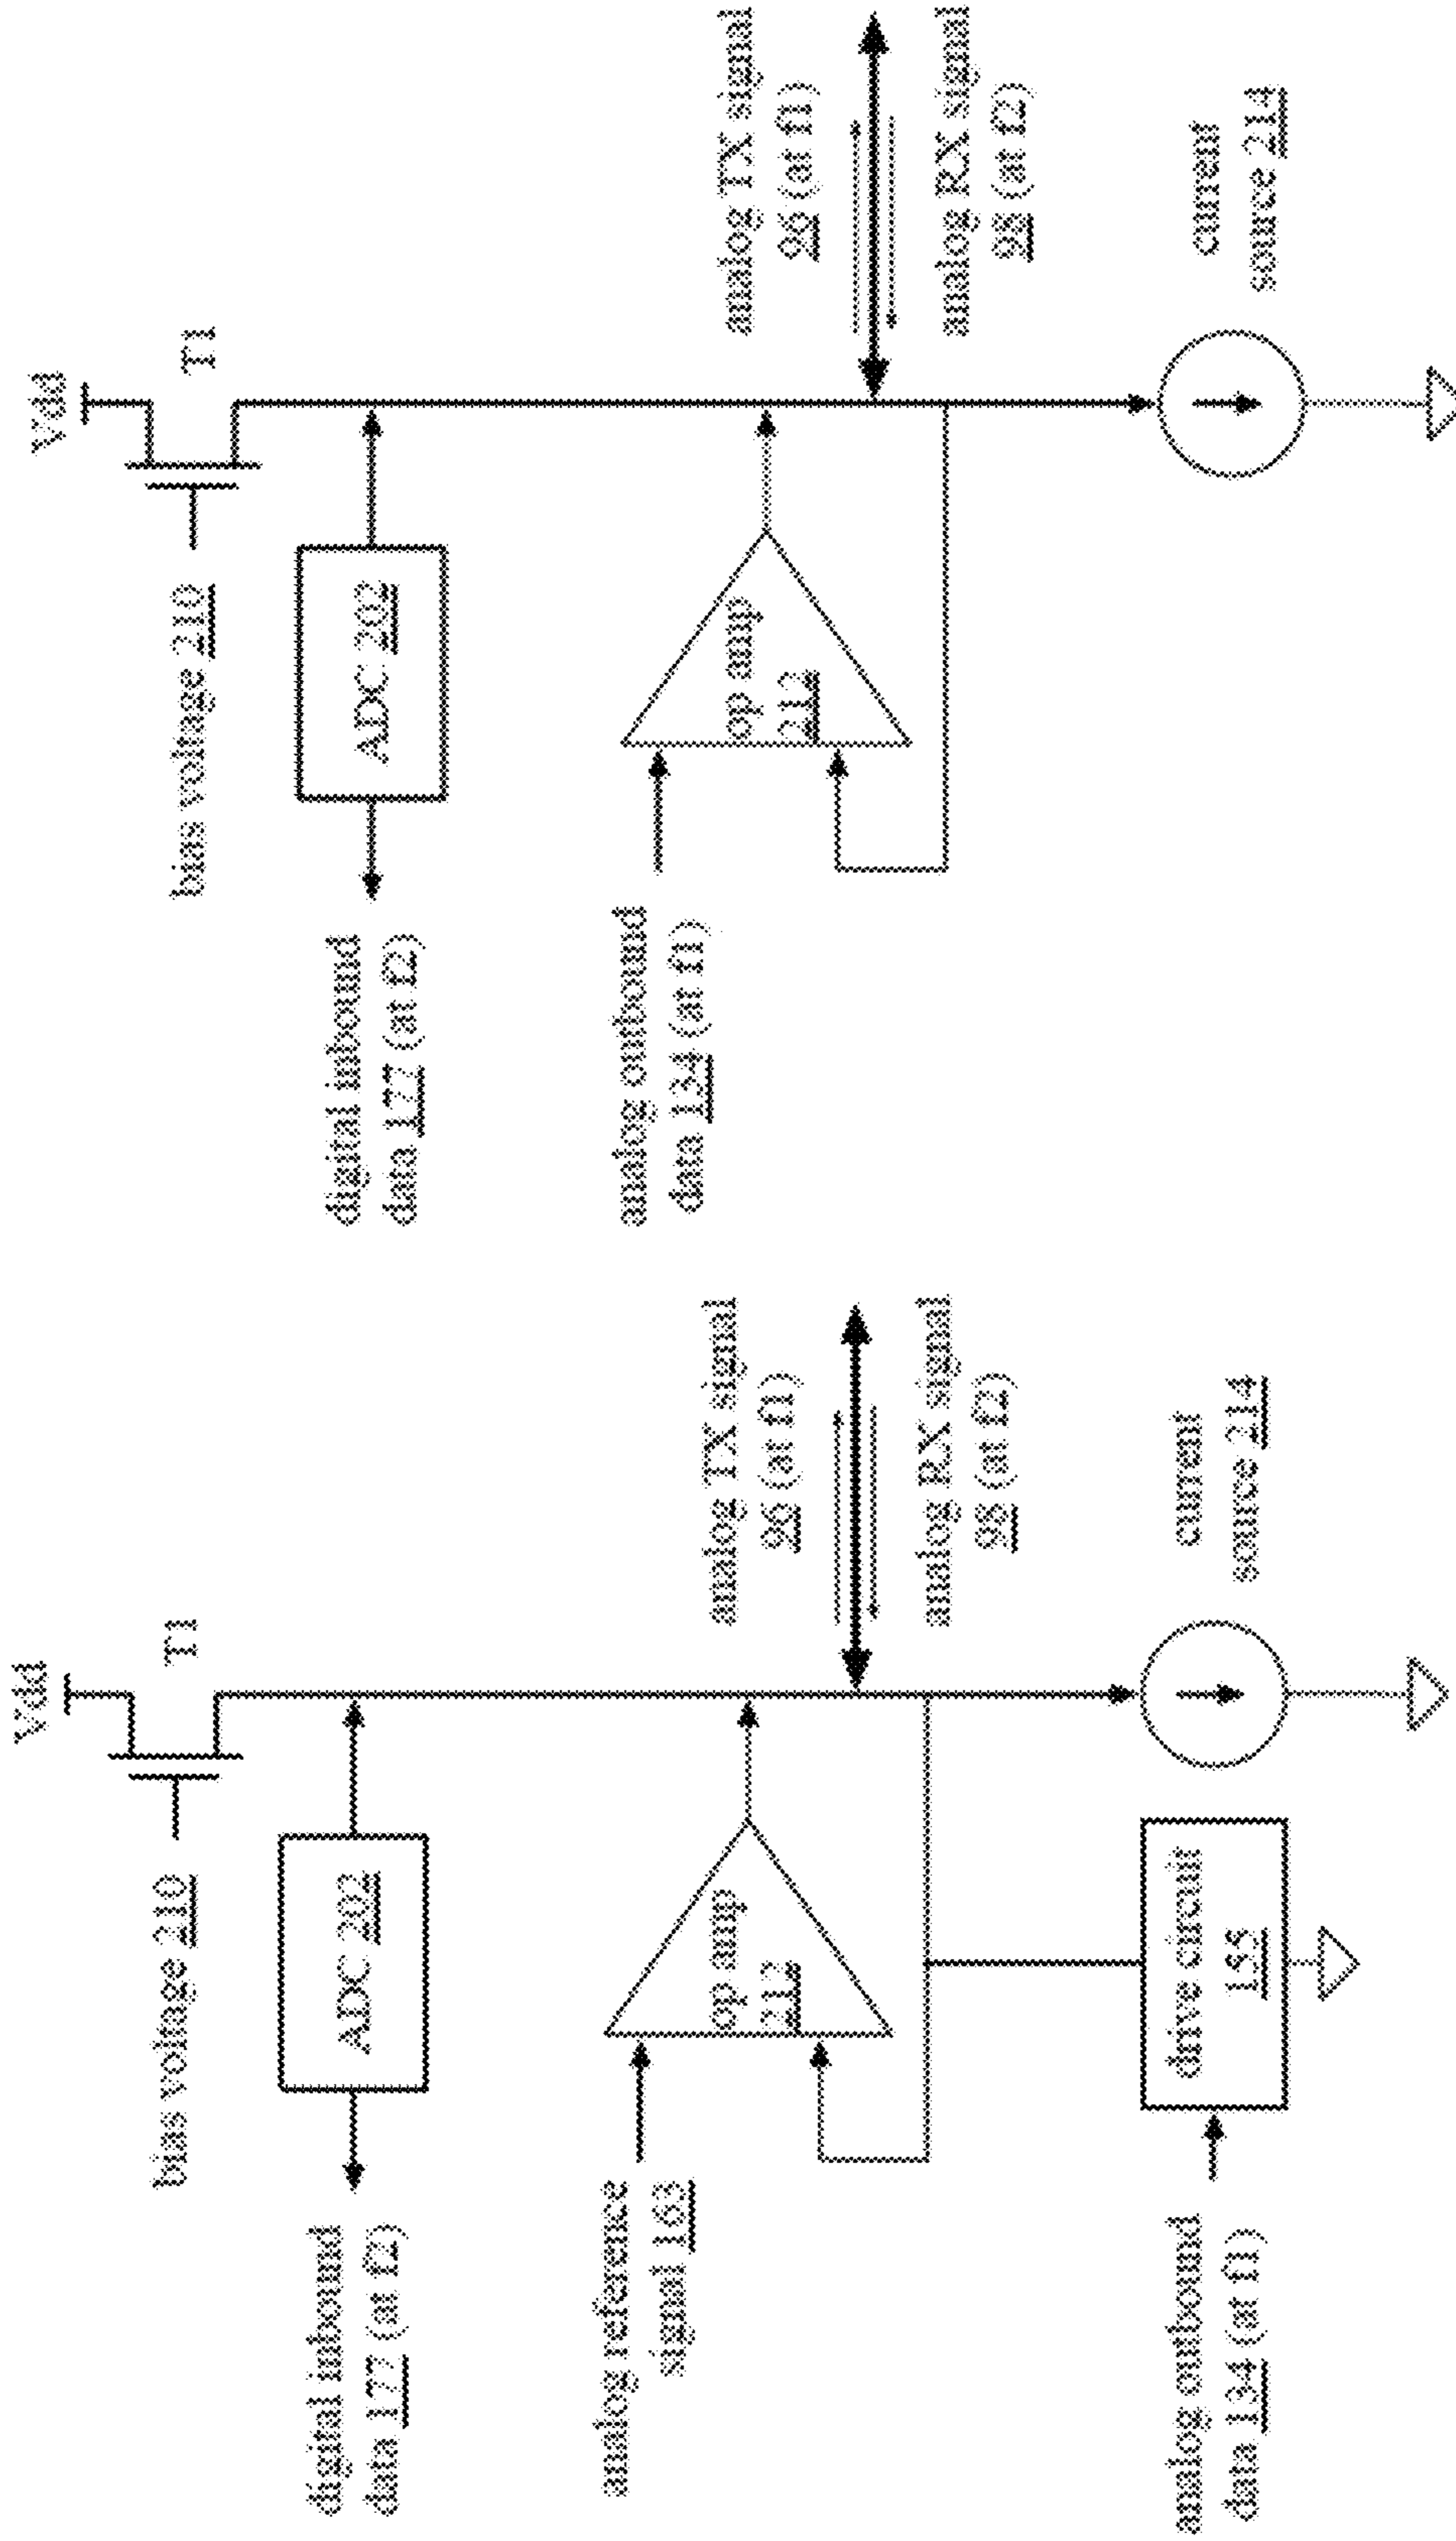 Vdd
T1
bias voltage 210
ADC 202
digital inbound
data 177 (at f2)
op amp
212
analog reference
signal 163
analog TX signal
96 (at f1)
analog RX signal
98 (at f2)
current
source 214
drive circuit
155
analog outbound
data 134 (at f1)
Vdd
T1
bias voltage 210
ADC 202
digital inbound
data 177 (at f2)
op amp
212
analog outbound
data 134 (at f1)
analog TX signal
96 (at f1)
analog RX signal
98 (at f2)
current
source 214